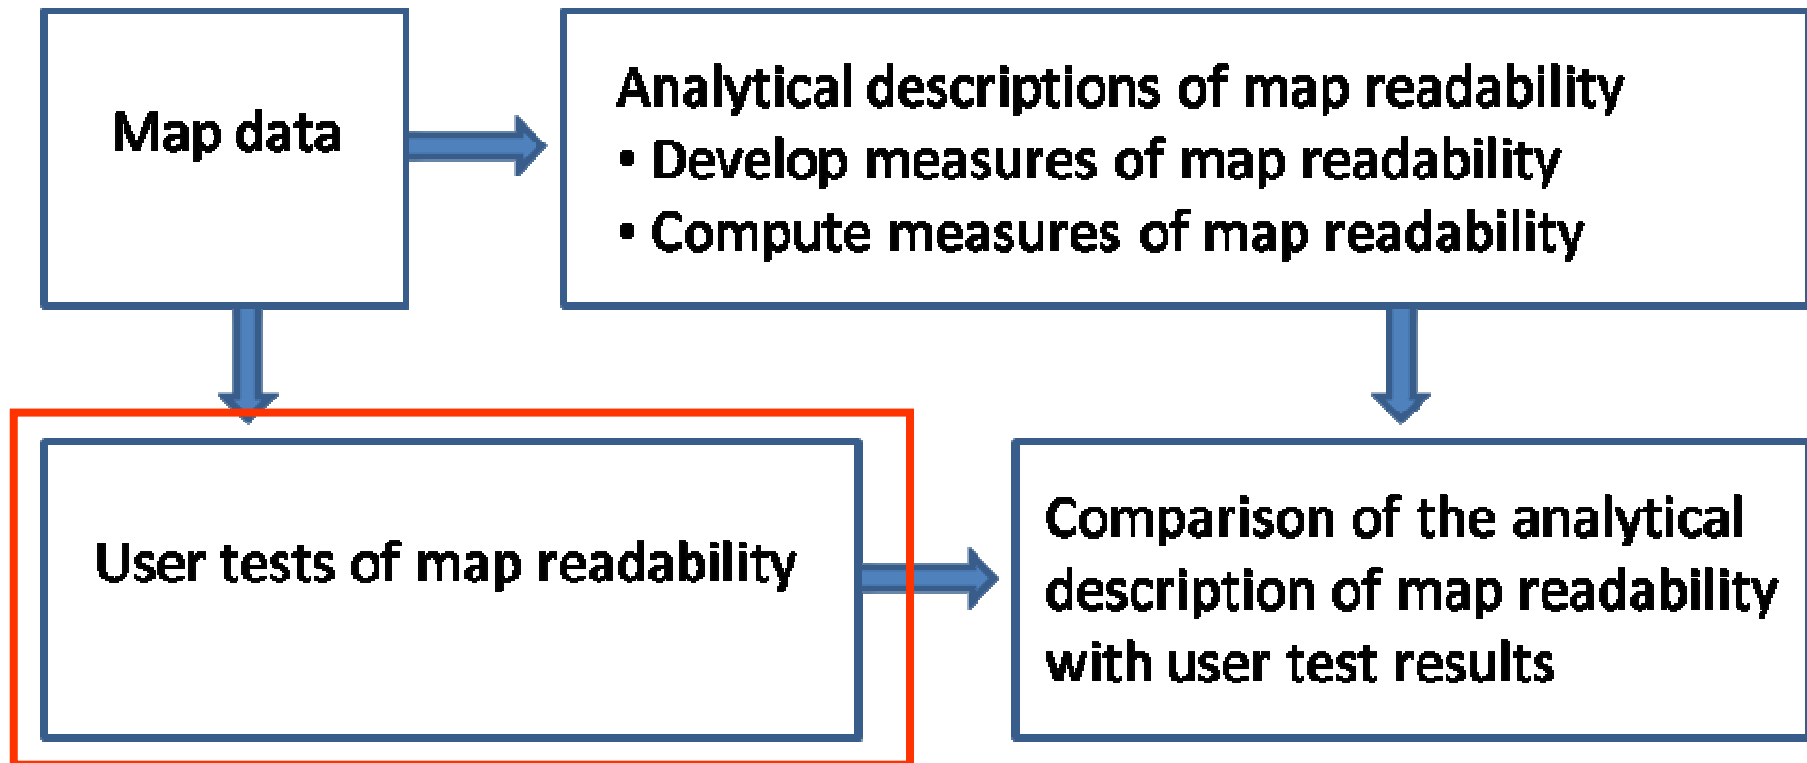 Map data
Analytical descriptions of map readability
• Develop measures of map readability
• Compute measures of map readability
User tests of map readability
Comparison of the analytical
description of map readability
with user test results